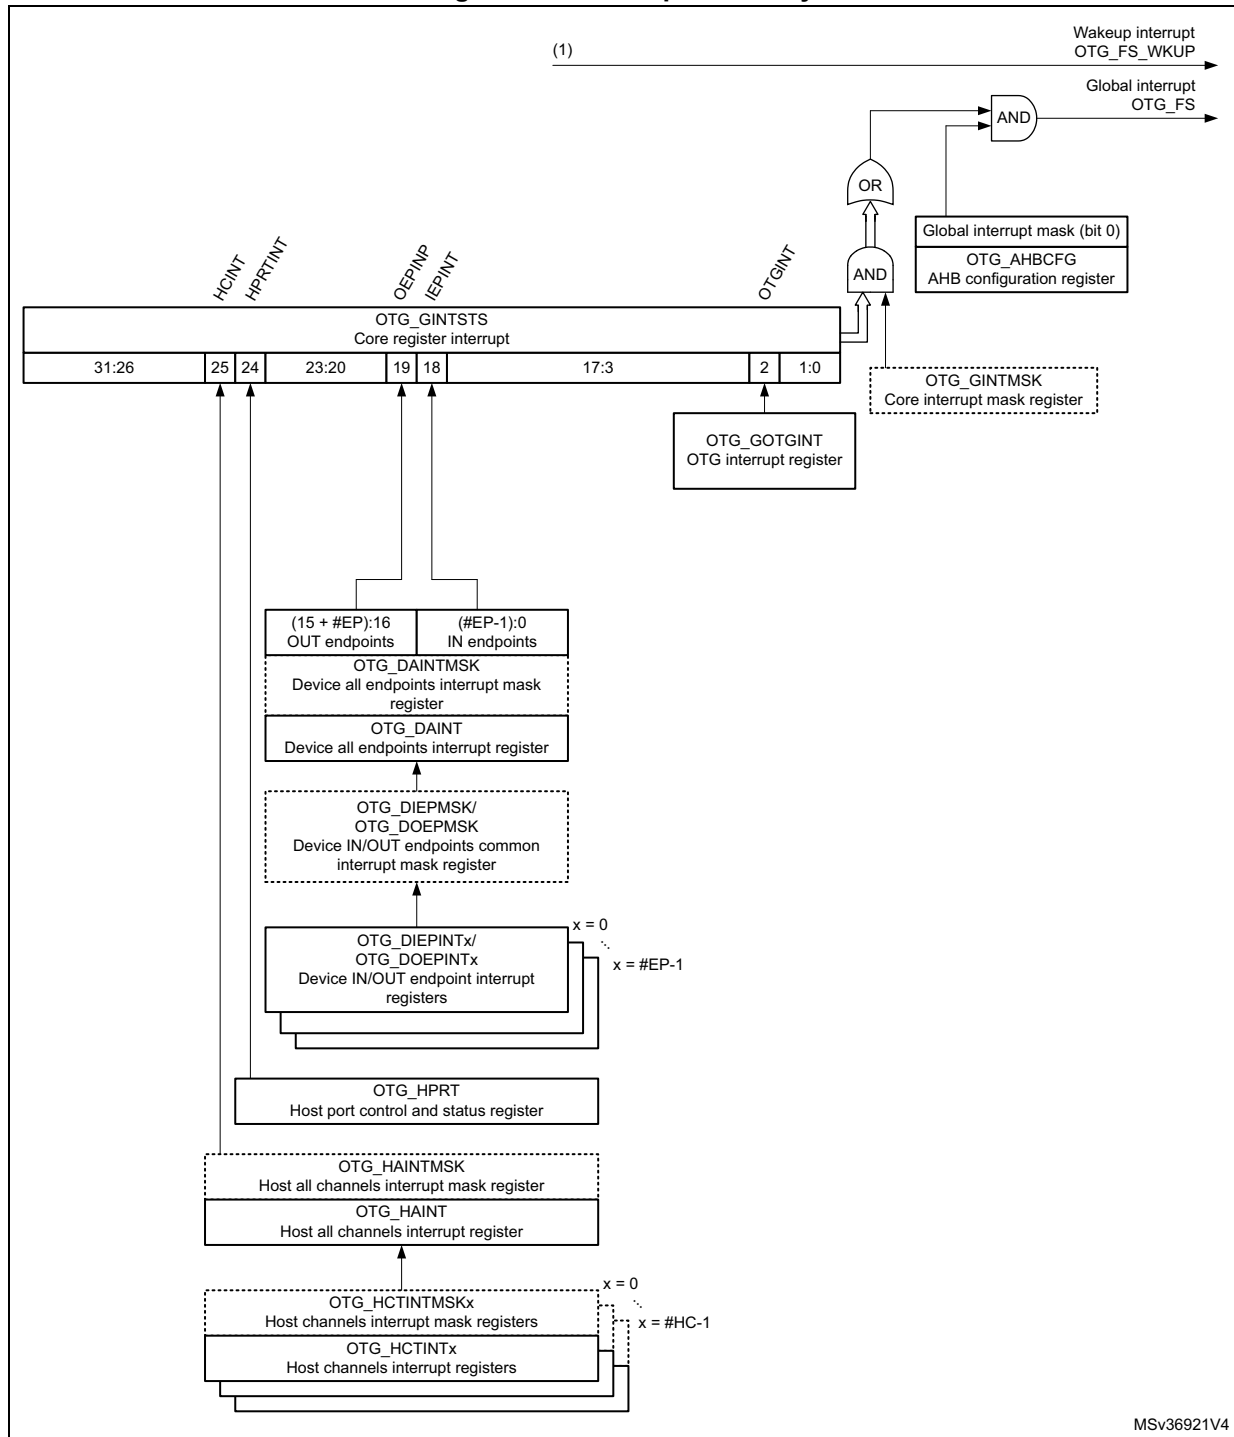 (1)
Wakeup interrupt
OTG_FS_WKUP
Global interrupt
OTG_FS
AND
OR
Global interrupt mask (bit 0)
OTG_AHBCFG
AHB configuration register
AND
HCINT
HPRTINT
OEPINP
IEPINT
OTGINT
OTG_GINTSTS
Core register interrupt
31:26 25 24 23:20 19 18 17:3 2 1:0
OTG_GINTMSK
Core interrupt mask register
OTG_GOTGINT
OTG interrupt register
(15 + #EP):16
OUT endpoints
(#EP-1):0
IN endpoints
OTG_DAINTMSK
Device all endpoints interrupt mask
register
OTG_DAINT
Device all endpoints interrupt register
OTG_DIEPMSK/
OTG_DOEPMSK
Device IN/OUT endpoints common
interrupt mask register
x = 0
OTG_DIEPINTx/
OTG_DOEPINTx
Device IN/OUT endpoint interrupt
registers
x = #EP-1
OTG_HPRT
Host port control and status register
OTG_HAINTMSK
Host all channels interrupt mask register
OTG_HAINT
Host all channels interrupt register
x = 0
OTG_HCTINTMSKx
Host channels interrupt mask registers
x = #HC-1
OTG_HCTINTx
Host channels interrupt registers
MSv36921V4